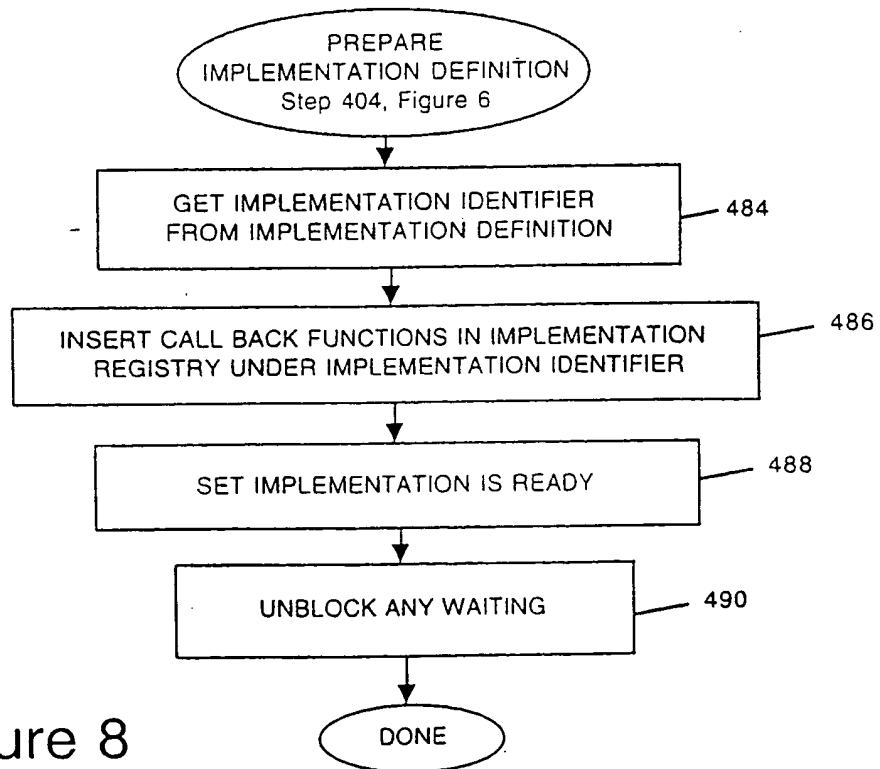 PREPARE
IMPLEMENTATION DEFINITION
Step 404, Figure 6
GET IMPLEMENTATION IDENTIFIER
FROM IMPLEMENTATION DEFINITION
484
INSERT CALL BACK FUNCTIONS IN IMPLEMENTATION
REGISTRY UNDER IMPLEMENTATION IDENTIFIER
486
SET IMPLEMENTATION IS READY
488
UNBLOCK ANY WAITING
490
DONE
ure 8